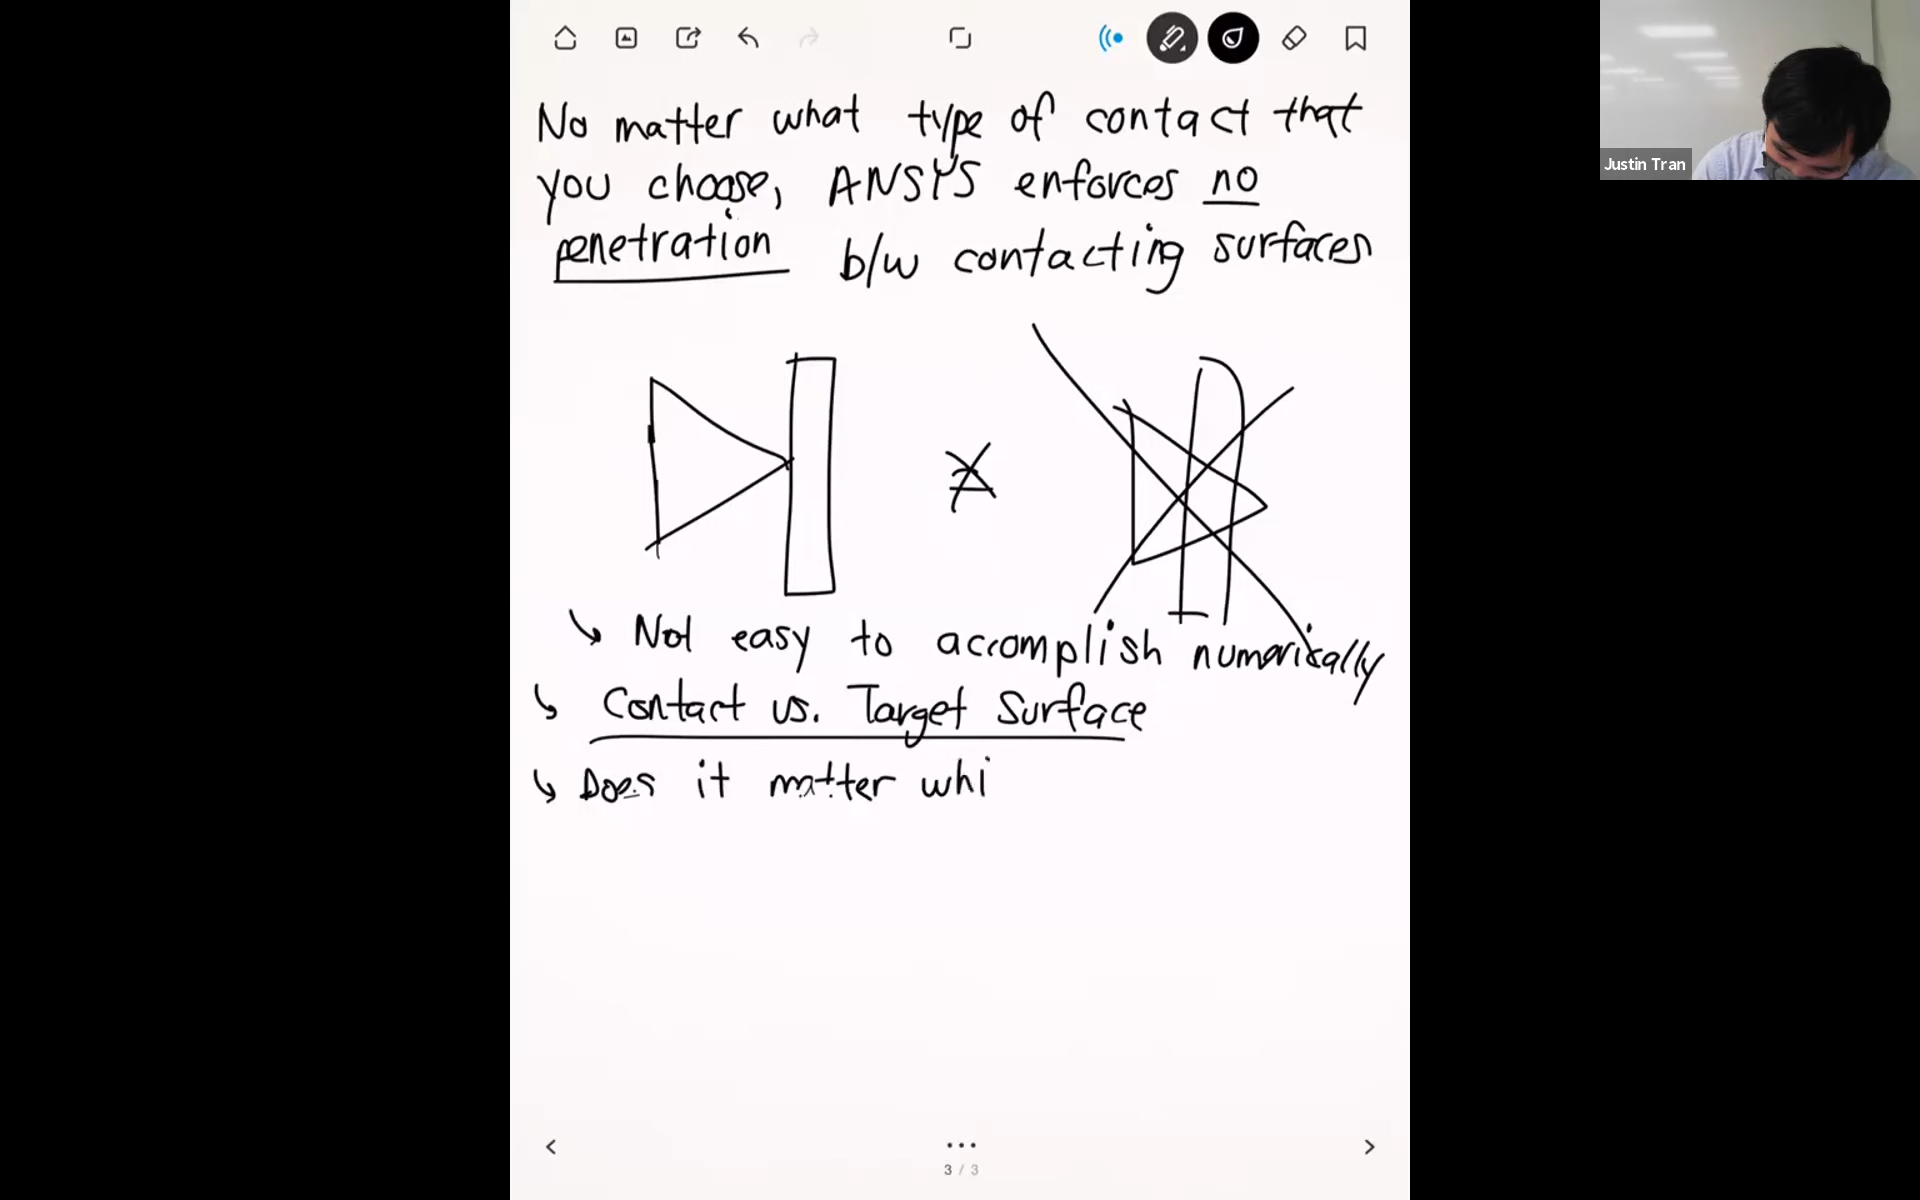 No matter what type of contact that
you choose, ANSYS enforces no
penetration b/w contacting surfaces
Justin Tran
↘ Not easy to accomplish numerically
↘ Contact vs. Target Surface
↘ Does it matter whi
3 / 3